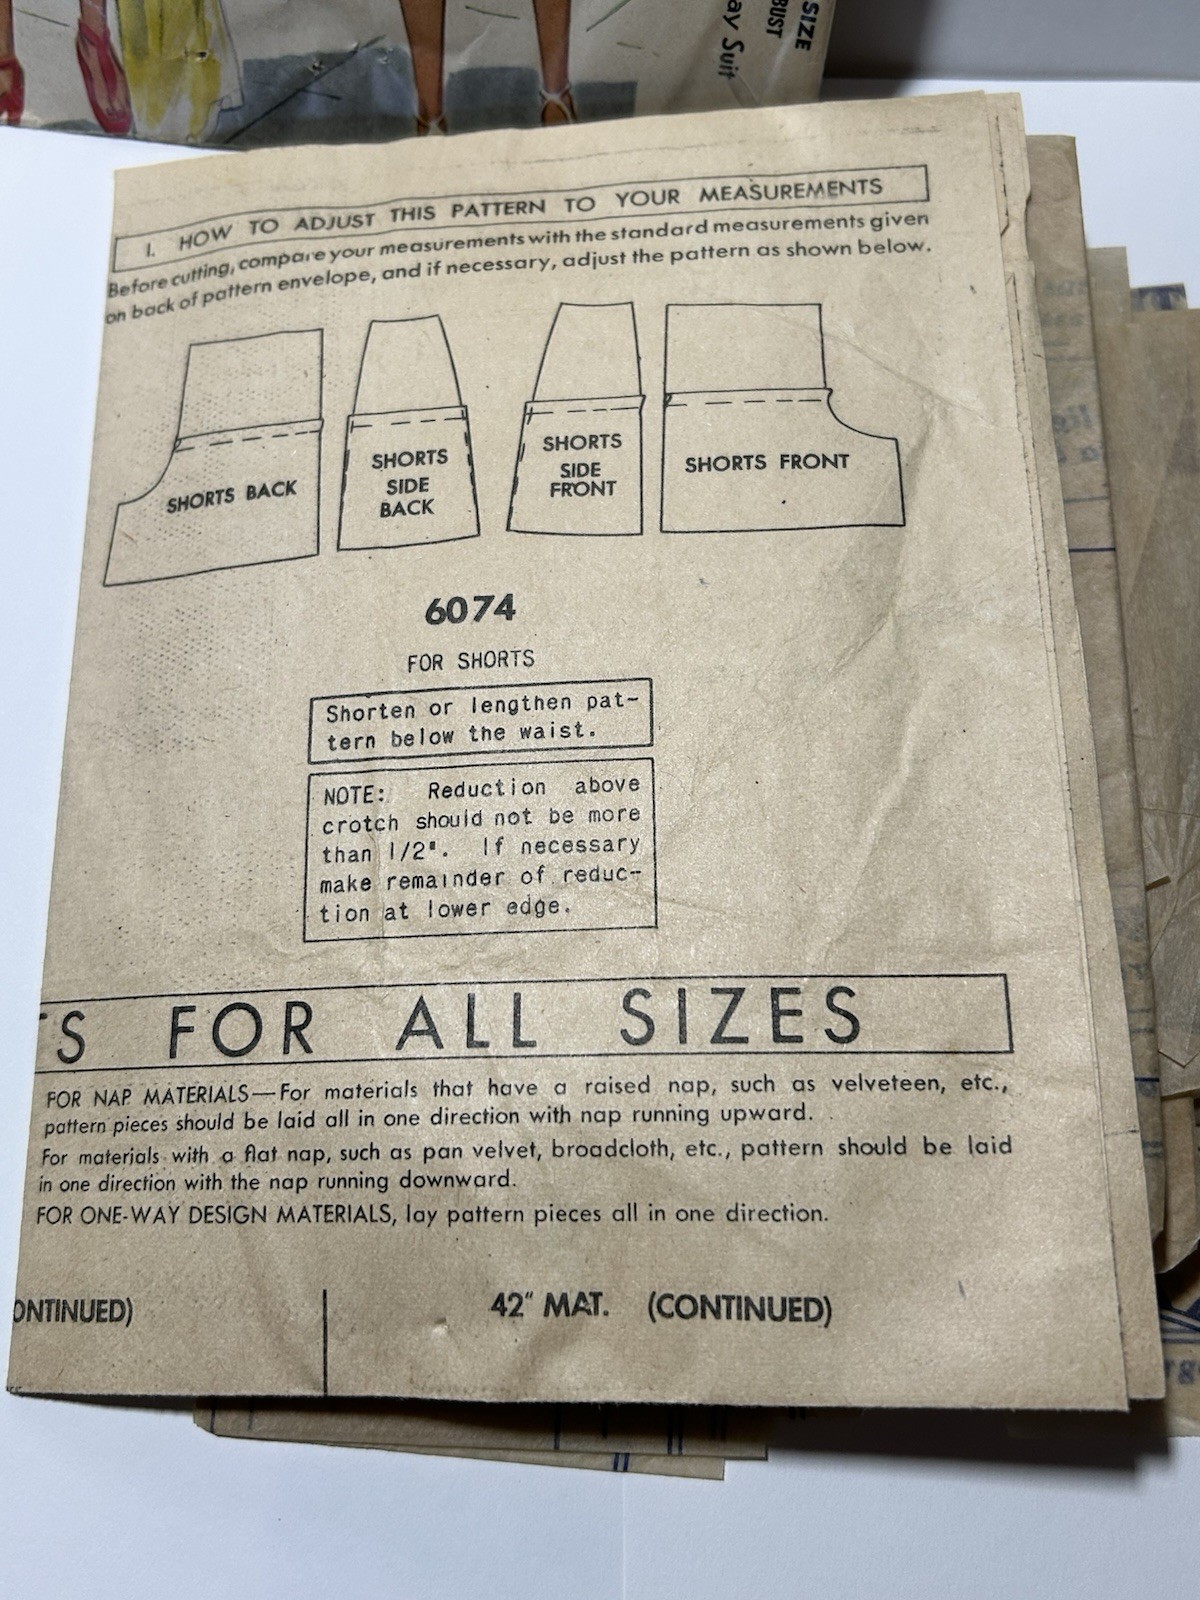 SIZE
BUST
ay Suit
I. HOW TO ADJUST THIS PATTERN TO YOUR MEASUREMENTS
Before cutting, compare your measurements with the standard measurements given
on back of pattern envelope, and if necessary, adjust the pattern as shown below.
SHORTS BACK
SHORTS
SIDE
BACK
SHORTS
SIDE
FRONT
SHORTS FRONT
6074
FOR SHORTS
Shorten or lengthen pat-
tern below the waist.
NOTE: Reduction above
crotch should not be more
than 1/2". If necessary
make remainder of reduc-
tion at lower edge.
S FOR ALL SIZES
FOR NAP MATERIALS—For materials that have a raised nap, such as velveteen, etc.,
pattern pieces should be laid all in one direction with nap running upward.
For materials with a flat nap, such as pan velvet, broadcloth, etc., pattern should be laid
in one direction with the nap running downward.
FOR ONE-WAY DESIGN MATERIALS, lay pattern pieces all in one direction.
ONTINUED)
42" MAT. (CONTINUED)